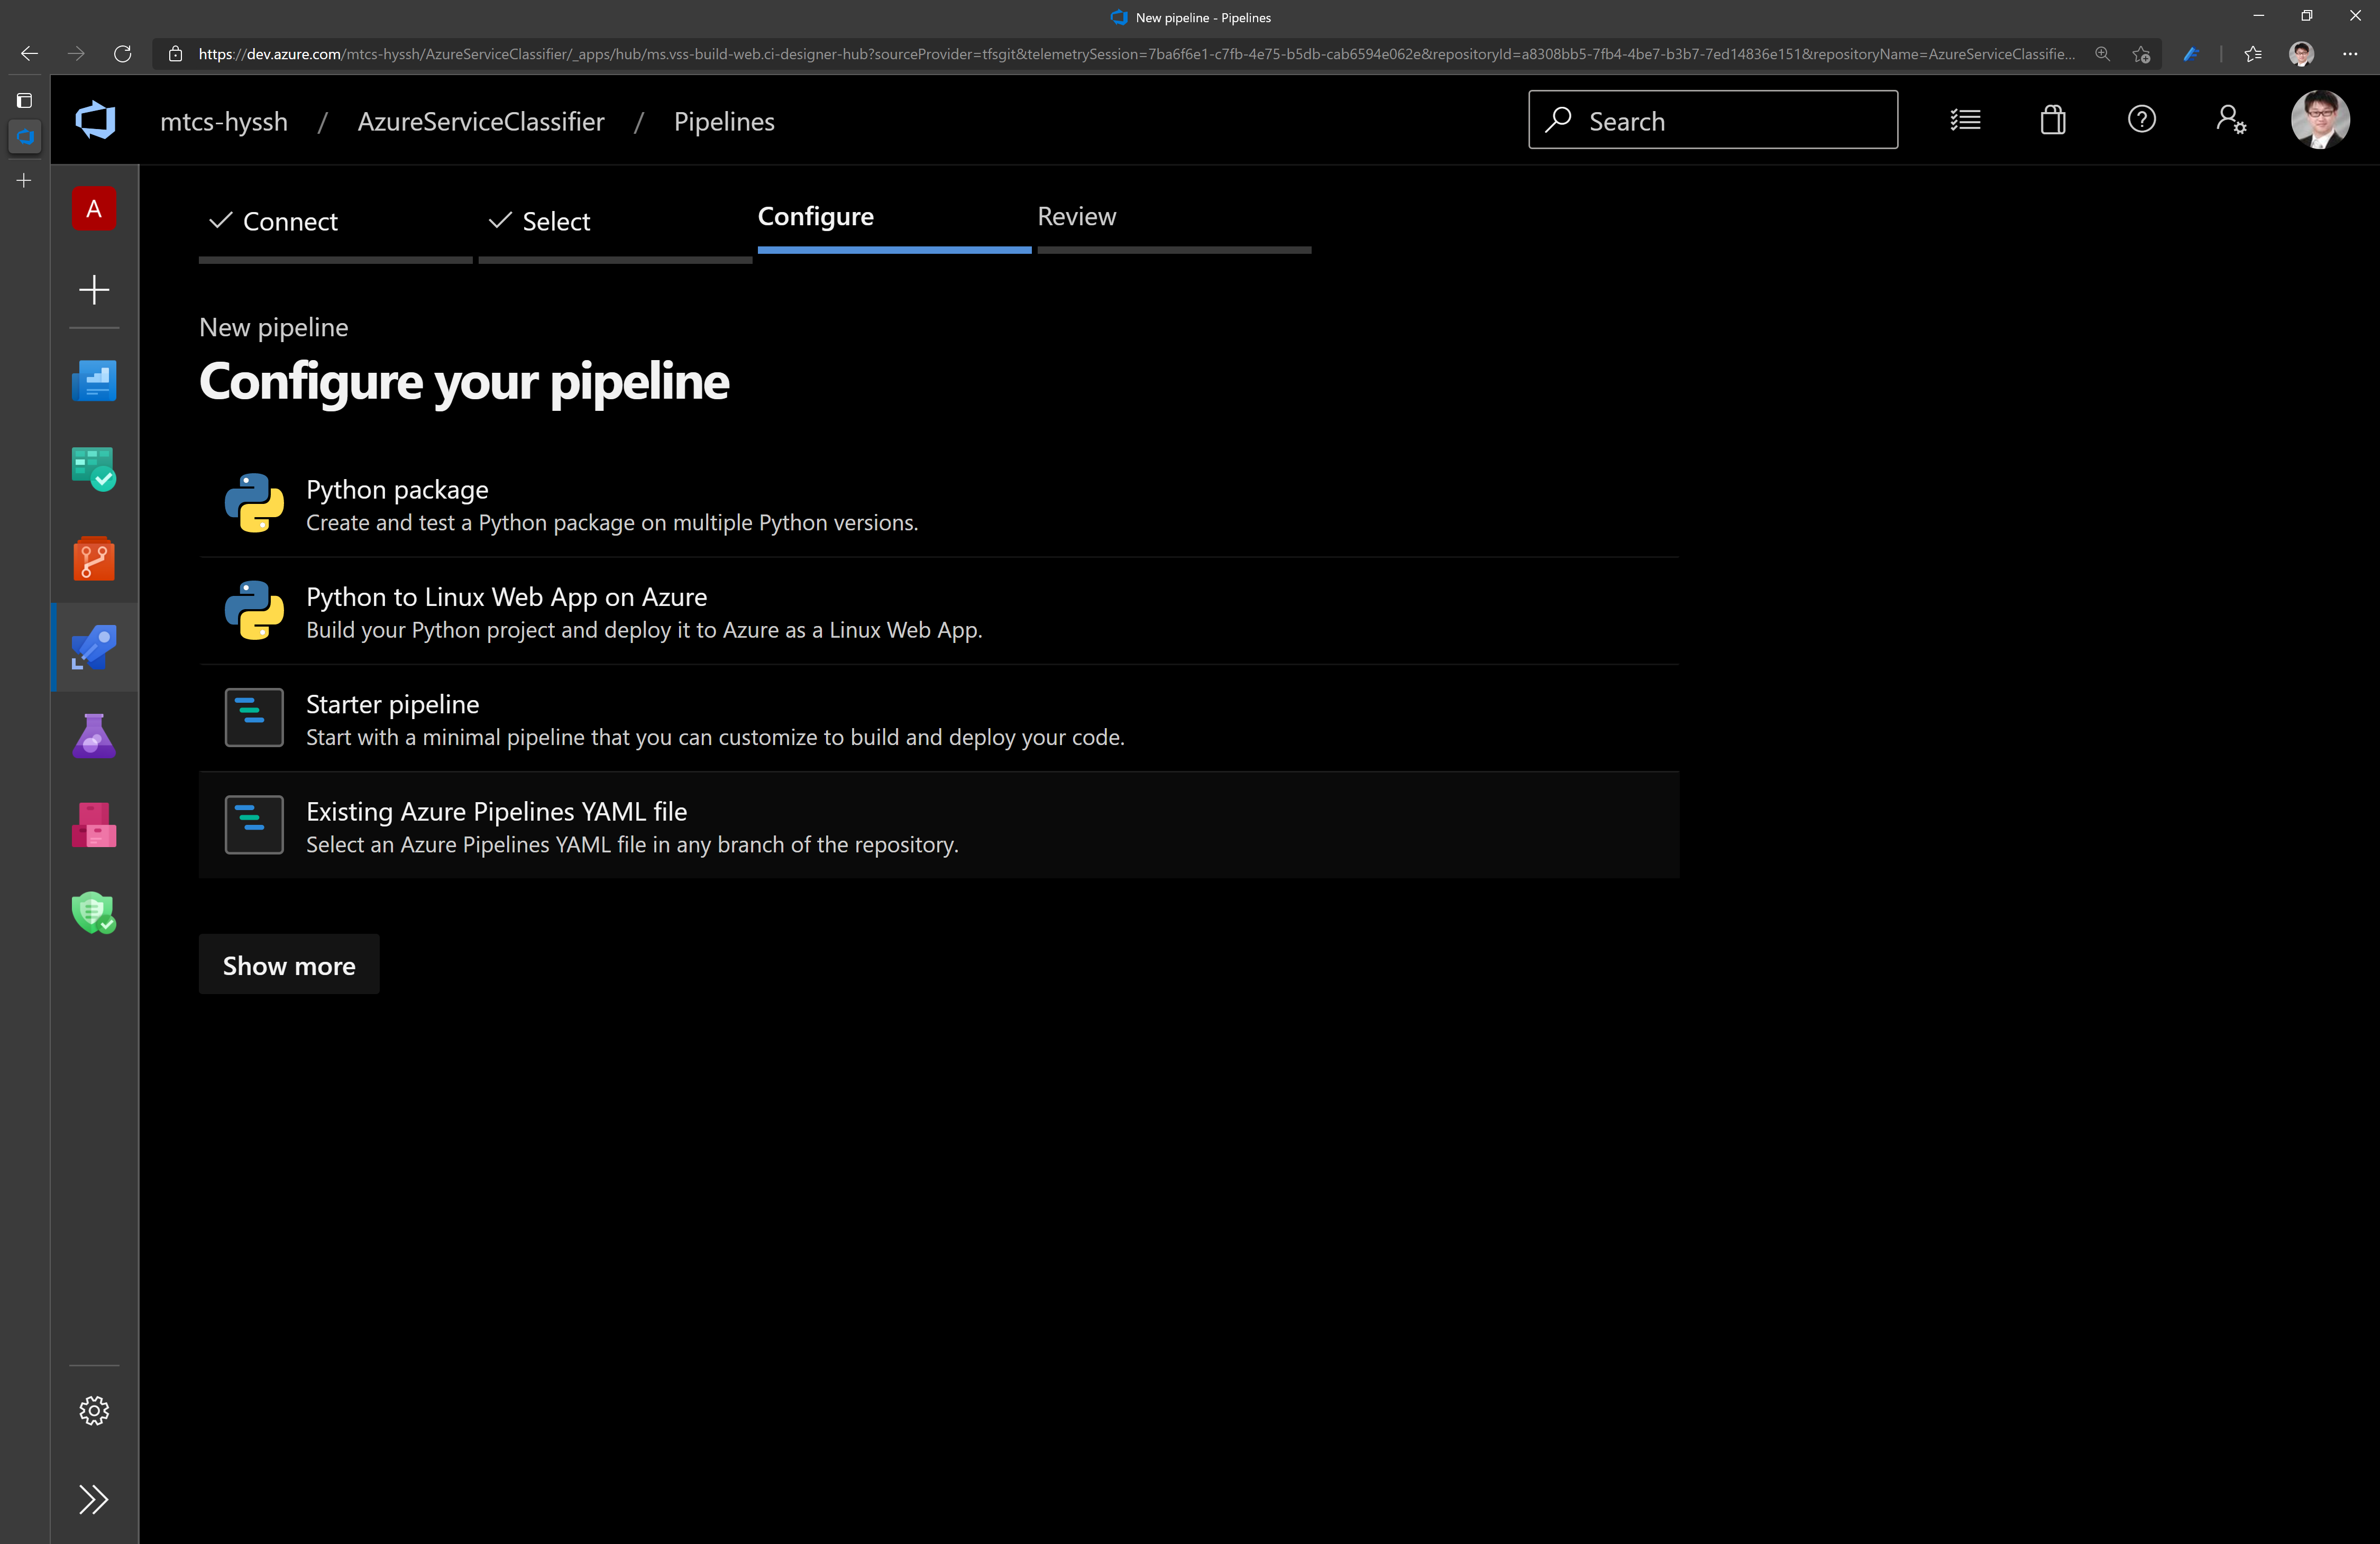 New pipeline - Pipelines
https://dev.azure.com/mtcs-hyssh/AzureServiceClassifier/_apps/hub/ms.vss-build-web.ci-designer-hub?sourceProvider=tfsgit&telemetrySession=7ba6f6e1-c7fb-4e75-b5db-cab6594e062e&repositoryId=a8308bb5-7fb4-4be7-b3b7-7ed14836e151&repositoryName=AzureServiceClassifie...
mtcs-hyssh / AzureServiceClassifier / Pipelines
Search
A
Connect
Select
Configure
Review
New pipeline
Configure your pipeline
Python package
Create and test a Python package on multiple Python versions.
Python to Linux Web App on Azure
Build your Python project and deploy it to Azure as a Linux Web App.
Starter pipeline
Start with a minimal pipeline that you can customize to build and deploy your code.
Existing Azure Pipelines YAML file
Select an Azure Pipelines YAML file in any branch of the repository.
Show more